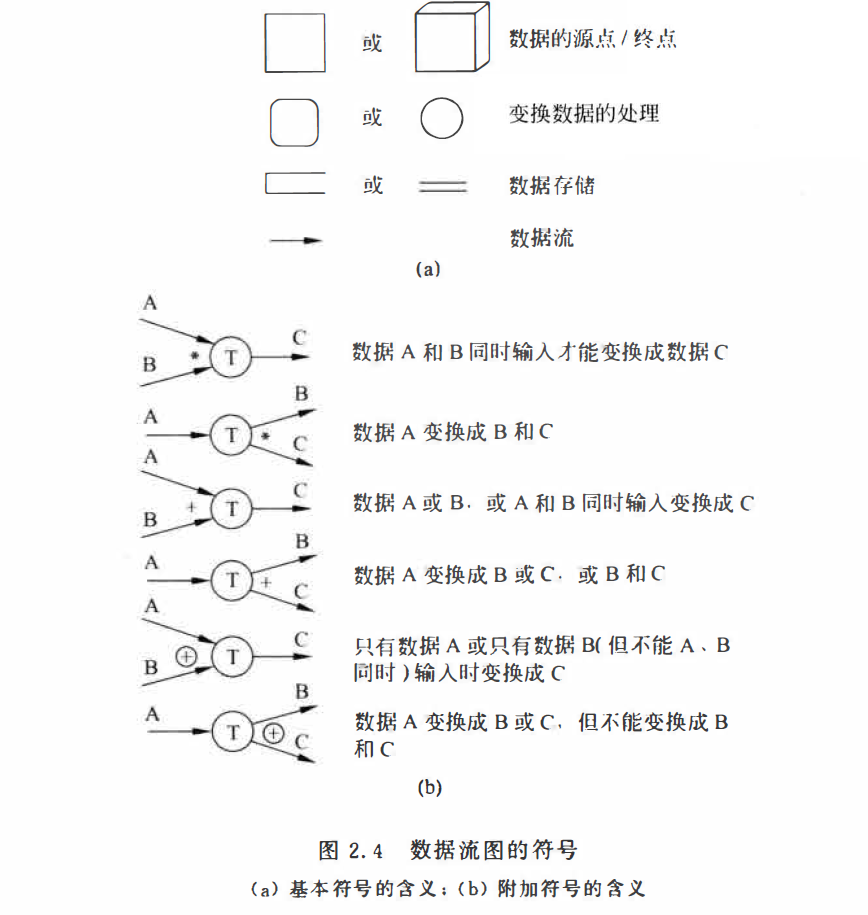 或 数据的源点/终点
或 变换数据的处理
或 数据存储
数据流
(a)
A
B * T C 数据 A 和 B 同时输入才能变换成数据 C
A T * B C 数据 A 变换成 B 和 C
A
B + T C 数据 A 或 B,或 A 和 B 同时输入变换成 C
A T + B C 数据 A 变换成 B 或 C,或 B 和 C
A
B ⊕ T C 只有数据 A 或只有数据 B(但不能 A、B
同时)输入时变换成 C
A T ⊕ B C 数据 A 变换成 B 或 C,但不能变换成 B
和 C
(b)
图 2.4 数据流图的符号
(a) 基本符号的含义;(b) 附加符号的含义